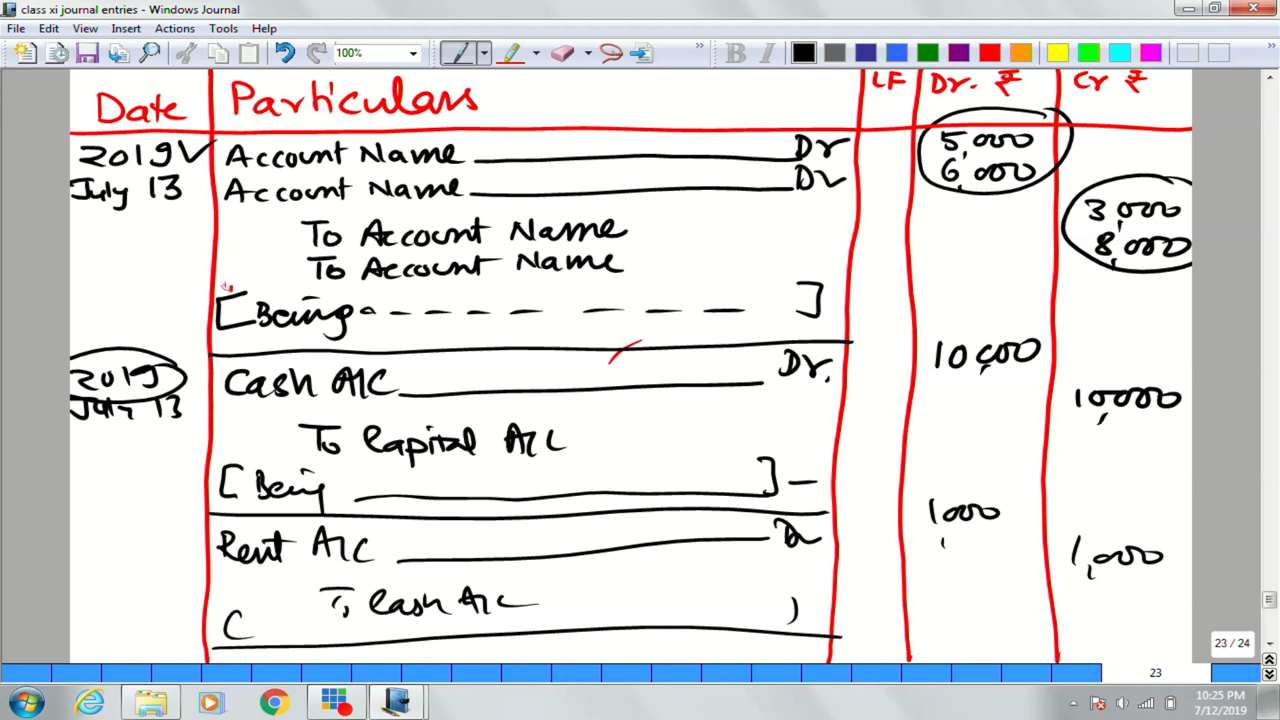 class xi journal entries - Windows Journal
File Edit View Insert Actions Tools Help
100%
Date Particulars LF Dr. ₹ Cr ₹
2019 Account Name Dr 5,000
July 13 Account Name Dr 6,000
To Account Name 3,000
To Account Name 8,000
[Being ]
2019 Cash A/C Dr. 10,000
July 13 10,000
To Capital A/C
[Being ]
Rent A/C Dr 1,000
To Cash A/C 1,000
( )
23 / 24
23
10:25 PM
7/12/2019